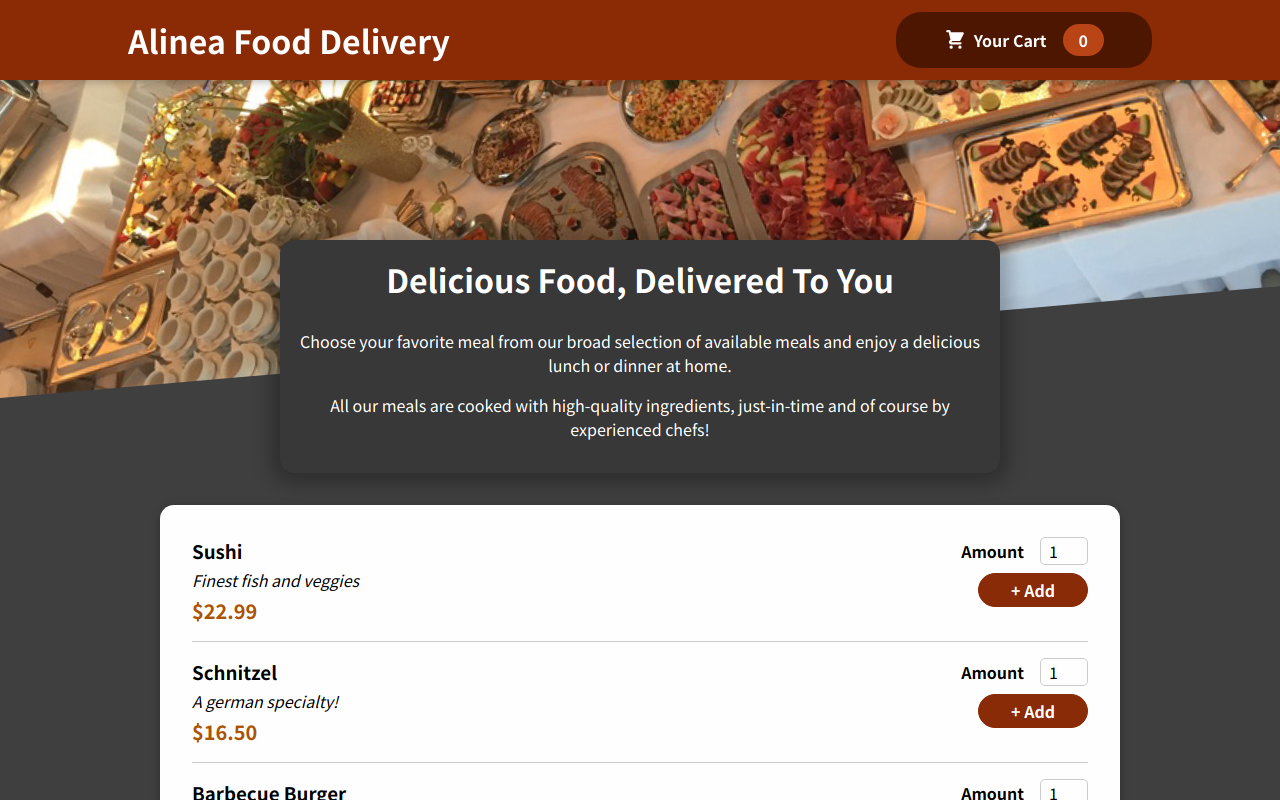 Alinea Food Delivery
Your Cart 0
Delicious Food, Delivered To You
Choose your favorite meal from our broad selection of available meals and enjoy a delicious
lunch or dinner at home.
All our meals are cooked with high-quality ingredients, just-in-time and of course by
experienced chefs!
Sushi
Finest fish and veggies
$22.99
Amount 1
+ Add
Schnitzel
A german specialty!
$16.50
Amount 1
+ Add
Barbecue Burger
Amount 1